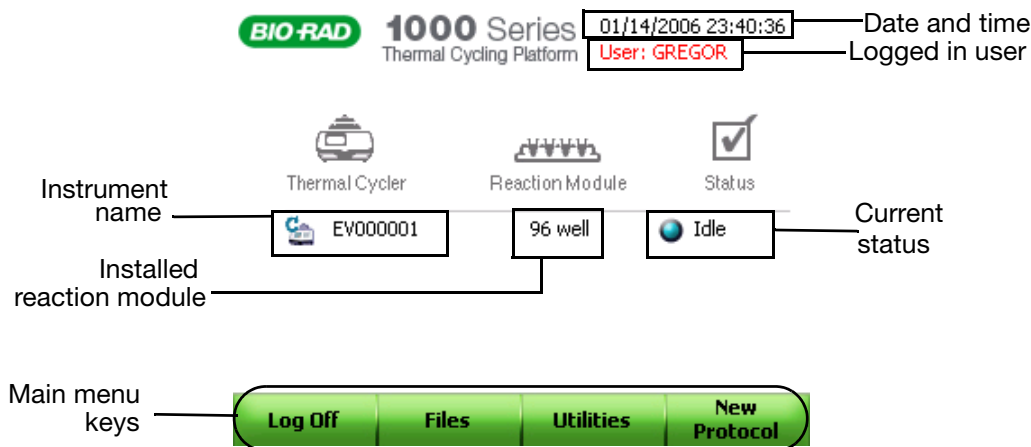 BIO-RAD
1000 Series
Thermal Cycling Platform
01/14/2006 23:40:36
User: GREGOR
Date and time
Logged in user
Thermal Cycler
Reaction Module
Status
Instrument
name
EV000001
96 well
Idle
Current
status
Installed
reaction module
Main menu
keys
Log Off
Files
Utilities
New
Protocol